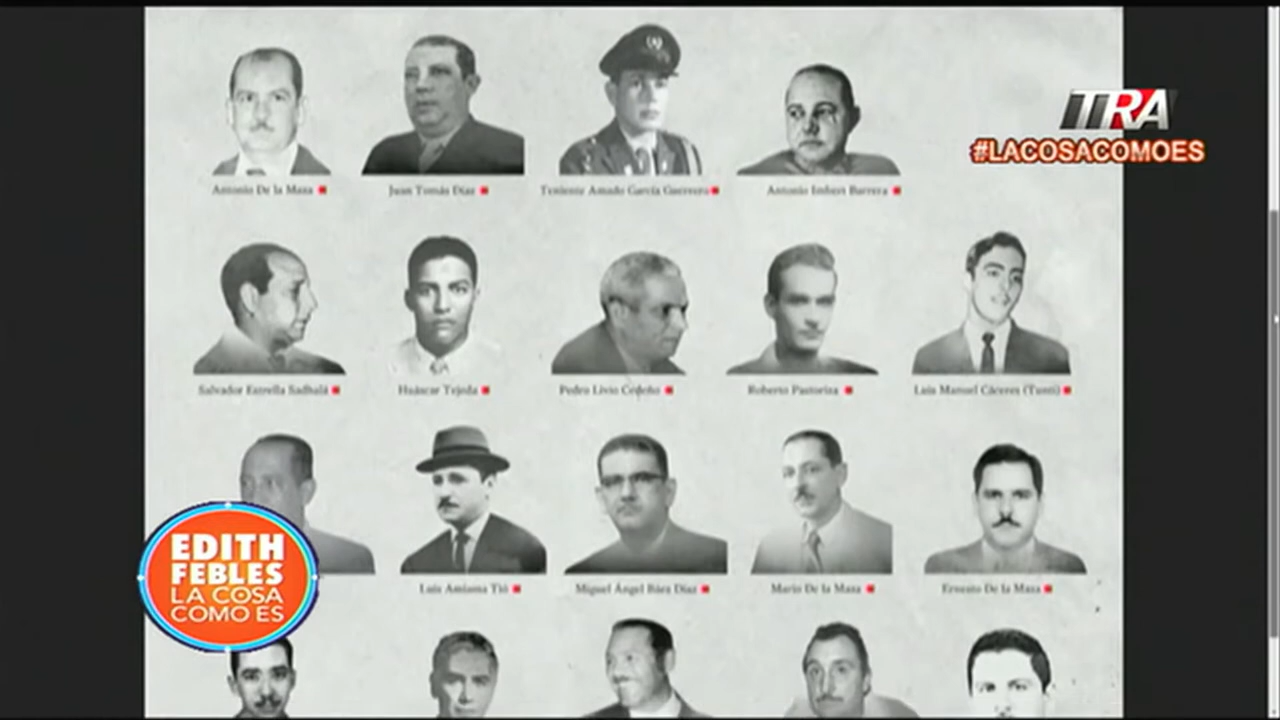 TRA
#LACOSACOMOES
Antonio De la Maza
Juan Tomás Díaz
Teniente Amado García Guerrero
Antonio Imbert Barrera
Salvador Estrella Sadhalá
Huáscar Tejeda
Pedro Livio Cedeño
Roberto Pastoriza
Luis Manuel Cáceres (Tunti)
Luis Amiama Tió
Miguel Ángel Báez Díaz
Mario De la Maza
Ernesto De la Maza
EDITH
FEBLES
LA COSA
COMO ES